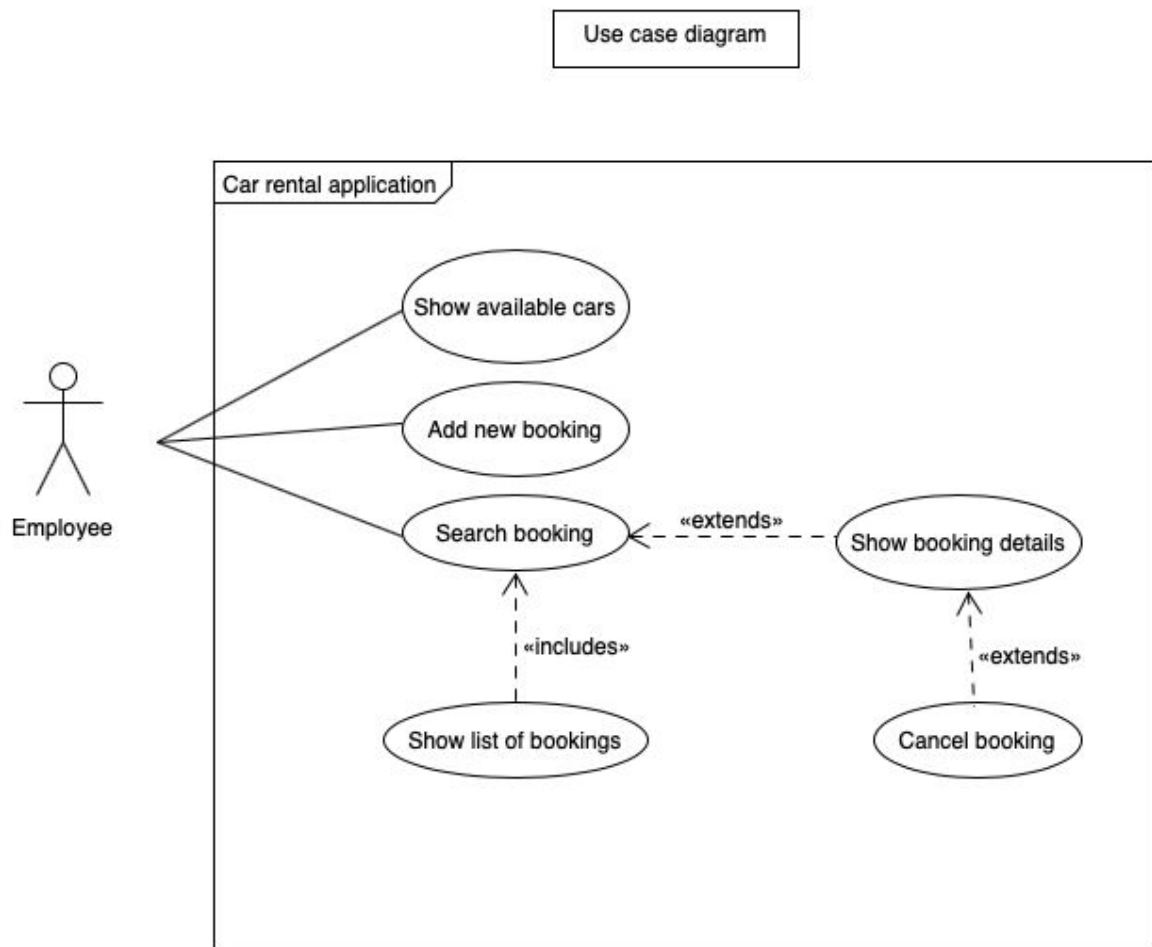 Use case diagram
Car rental application
Show available cars
Add new booking
Employee
Search booking
«extends»
Show booking details
«includes»
«extends»
Show list of bookings
Cancel booking